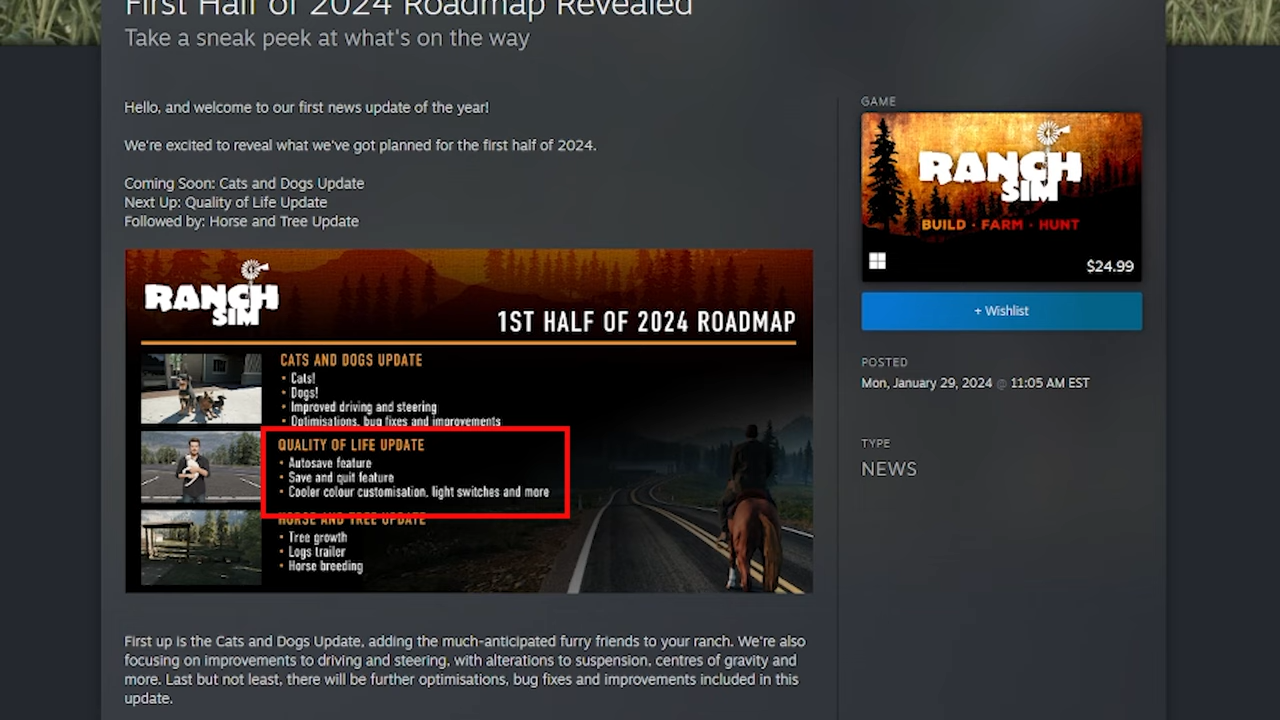 First Half of 2024 Roadmap Revealed
Take a sneak peek at what's on the way
Hello, and welcome to our first news update of the year!
We're excited to reveal what we've got planned for the first half of 2024.
Coming Soon: Cats and Dogs Update
Next Up: Quality of Life Update
Followed by: Horse and Tree Update
RANCH
SIM
1ST HALF OF 2024 ROADMAP
CATS AND DOGS UPDATE
• Cats!
• Dogs!
• Improved driving and steering
• Optimisations, bug fixes and improvements
QUALITY OF LIFE UPDATE
• Autosave feature
• Save and quit feature
• Cooler colour customisation, light switches and more
HORSE AND TREE UPDATE
• Tree growth
• Logs trailer
• Horse breeding
First up is the Cats and Dogs Update, adding the much-anticipated furry friends to your ranch. We're also
focusing on improvements to driving and steering, with alterations to suspension, centres of gravity and
more. Last but not least, there will be further optimisations, bug fixes and improvements included in this
update.
GAME
RANCH
SIM
BUILD · FARM · HUNT
$24.99
+ Wishlist
POSTED
Mon, January 29, 2024 @ 11:05 AM EST
TYPE
NEWS